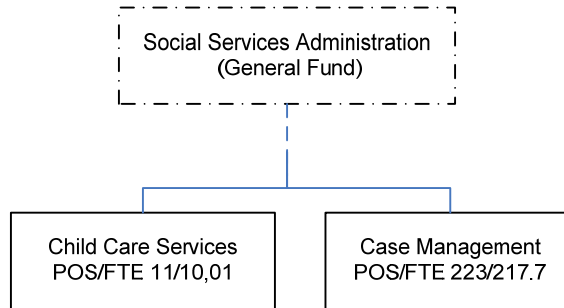 Social Services Administration
(General Fund)
Child Care Services
POS/FTE 11/10,01
Case Management
POS/FTE 223/217.7